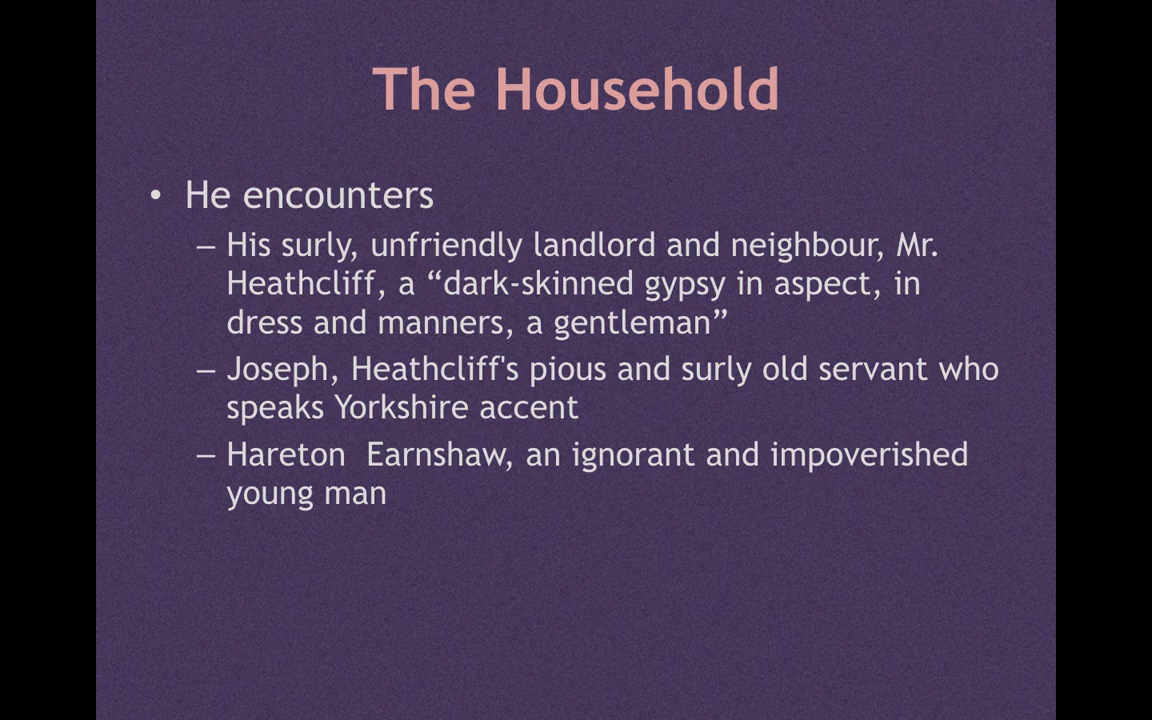 The Household
• He encounters
– His surly, unfriendly landlord and neighbour, Mr.
Heathcliff, a “dark-skinned gypsy in aspect, in
dress and manners, a gentleman”
– Joseph, Heathcliff's pious and surly old servant who
speaks Yorkshire accent
– Hareton  Earnshaw, an ignorant and impoverished
young man